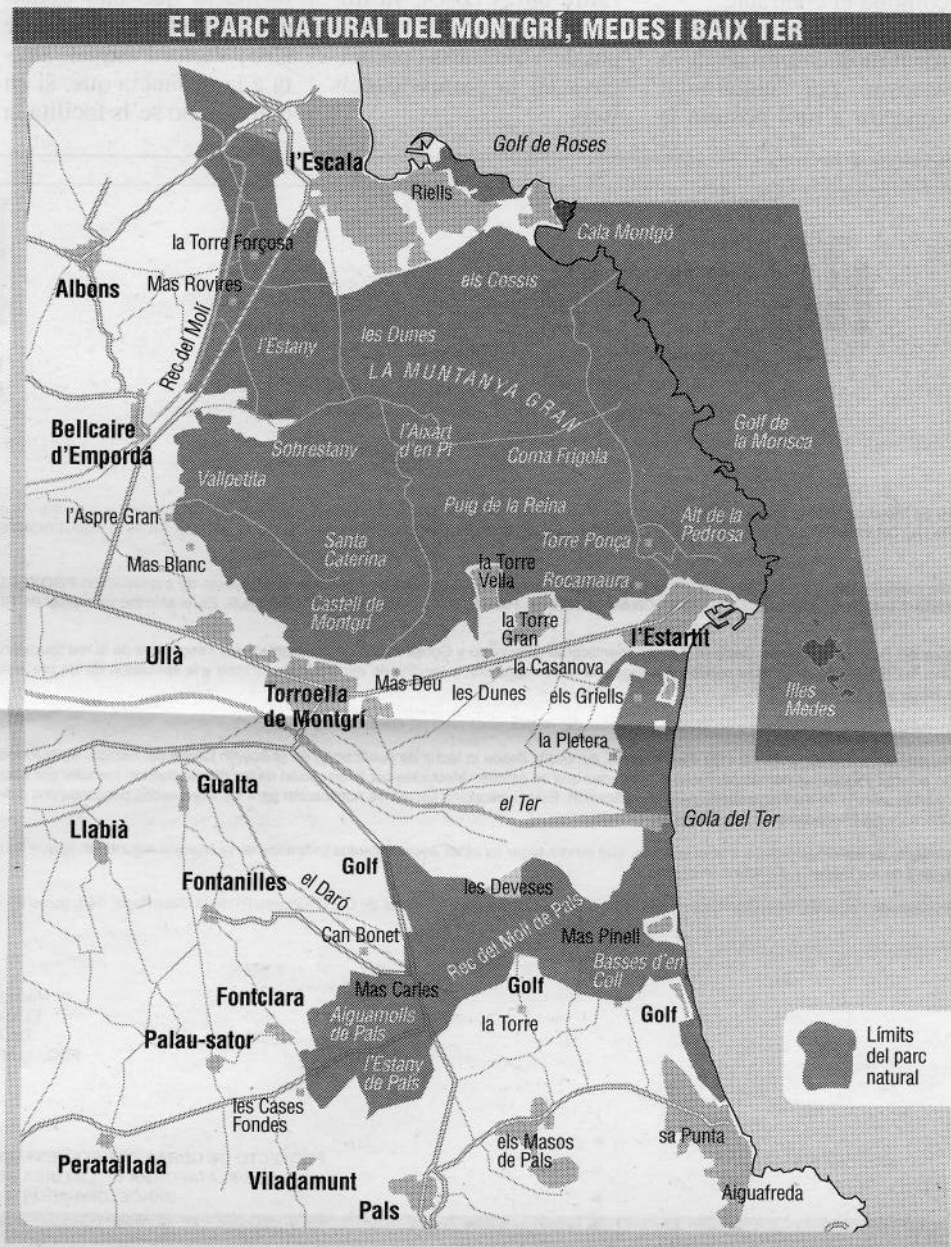 EL PARC NATURAL DEL MONTGRÍ, MEDES I BAIX TER
Golf de Roses
l'Escala
Riells
la Torre Forçosa
Cala Montgó
els Cossis
Albons
Mas Rovires
Rec del Molí
l'Estany
les Dunes
LA MUNTANYA GRAN
Bellcaire
d'Empordà
Sobrestany
l'Aixart
d'en Pi
Golf de
la Morisca
Vallpetita
Coma Frigola
l'Aspre Gran
Puig de la Reina
Alt de la
Pedrosa
Santa
Caterina
Torre Ponça
Mas Blanc
la Torre
Vella
Rocamaura
Castell de
Montgrí
la Torre
Gran
Ullà
l'Estartit
la Casanova
Mas Deu
les Dunes
els Griells
Torroella
de Montgrí
Illes
Medes
la Pletera
Gualta
el Ter
Gola del Ter
Llabià
Golf
les Deveses
Fontanilles
el Daró
Rec del Molf de Pals
Mas Pinell
Can Bonet
Basses d'en
Coll
Mas Carles
Golf
Fontclara
Aiguamolls
de Pals
la Torre
Golf
Palau-sator
l'Estany
de Pals
Límits
del parc
natural
les Cases
Fondes
els Masos
de Pals
sa Punta
Peratallada
Viladamunt
Pals
Aiguafreda